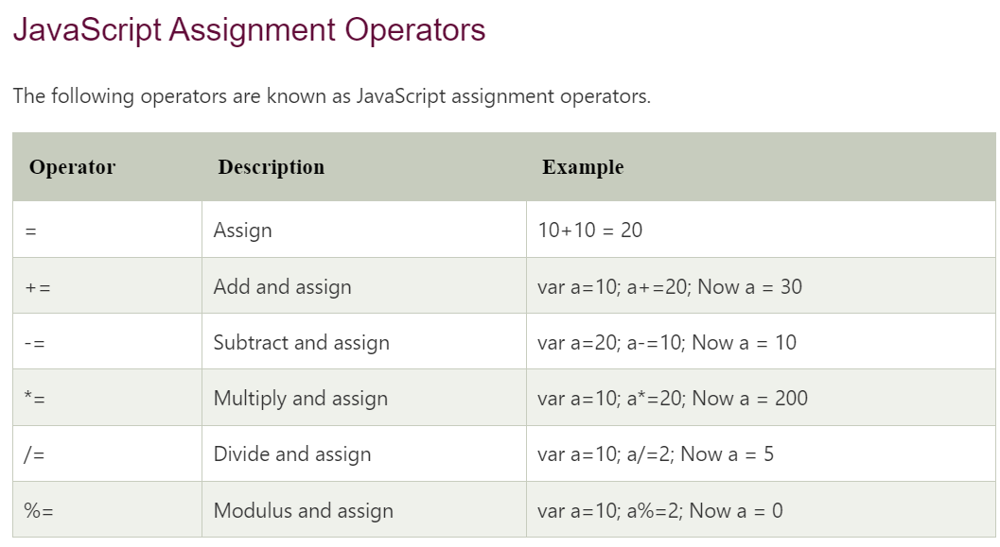 JavaScript Assignment Operators
The following operators are known as JavaScript assignment operators.
Operator Description Example
= Assign 10+10 = 20
+= Add and assign var a=10; a+=20; Now a = 30
-= Subtract and assign var a=20; a-=10; Now a = 10
*= Multiply and assign var a=10; a*=20; Now a = 200
/= Divide and assign var a=10; a/=2; Now a = 5
%= Modulus and assign var a=10; a%=2; Now a = 0